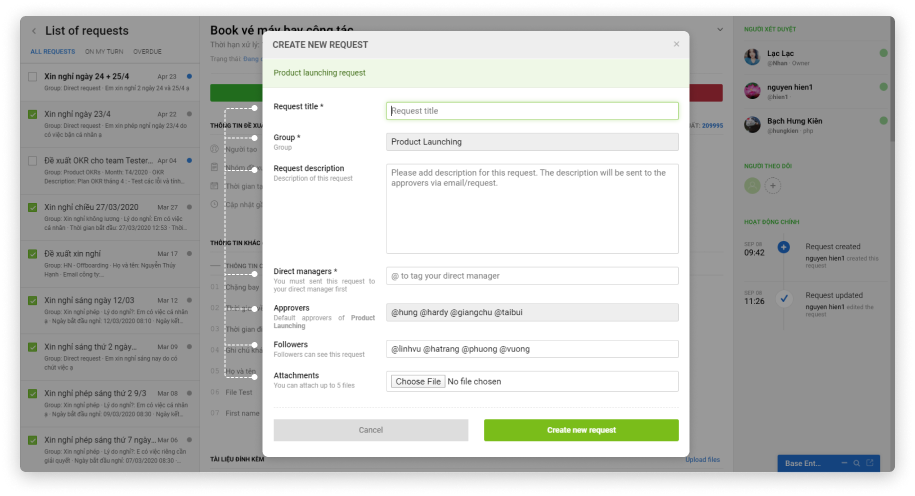 List of requests
ALL REQUESTS ON MY TURN OVERDUE
Xin nghỉ ngày 24 + 25/4 Apr 23
Group: Direct request · Em xin nghỉ 2 ngày 24 và 25/4 ạ
Xin nghỉ ngày 23/4 Apr 22
Group: Direct request · Em xin phép nghỉ ngày 23/4 do
có việc bản cá nhân ạ
Đề xuất OKR cho team Tester... Apr 04
Group: Product OKRs · Month: T4/2020 · OKR
Description: Plan OKR tháng 4 : - Test các lỗi và tính...
Xin nghỉ chiều 27/03/2020 Mar 27
Group: Xin nghỉ không lương · Lý do nghỉ: Em có việc
cá nhân · Thời gian bắt đầu: 27/03/2020 12:53 · Thời...
Đề xuất xin nghỉ Mar 17
Group: HN - Offboarding · Họ và tên: Nguyễn Thúy
Hạnh · Email công ty...
Xin nghỉ sáng ngày 12/03 Mar 12
Group: Xin nghỉ phép · Lý do nghỉ?: Em có việc cá nhân
ạ · Ngày bắt đầu nghỉ: 12/03/2020 08:10 · Ngày kết...
Xin nghỉ sáng thứ 2 ngày... Mar 09
Group: Direct request · Em xin nghỉ sáng nay do có
chút việc ạ
Xin nghỉ phép sáng thứ 2 9/3 Mar 08
Group: Xin nghỉ phép · Lý do nghỉ?: Em có việc cá nhân
ạ · Ngày bắt đầu nghỉ: 09/03/2020 08:30 · Ngày kết...
Xin nghỉ phép sáng thứ 7 ngày... Mar 06
Group: Xin nghỉ phép · Lý do nghỉ?: E có việc riêng cần
giải quyết · Ngày bắt đầu nghỉ: 07/03/2020 08:30 · ...
Book vé máy bay công tác
Thời hạn xử lý:
Trạng thái: Đang
THÔNG TIN ĐỀ XUẤ
XUẤT: 209995
Người tạo
Nhóm đề
Thời gian tạ
Cập nhật gầ
THÔNG TIN KHÁC
THÔNG TIN C
01 Chặng bay
02 Thời gian về
03 Thời gian đi
04 Ghi chú khá
05 Họ và tên
06 File Test
07 First name
TÀI LIỆU ĐÍNH KÈM
Upload files
CREATE NEW REQUEST ×
Product launching request
Request title *
Request title
Group *
Group
Product Launching
Request description
Description of this request
Please add description for this request. The description will be sent to the
approvers via email/request.
Direct managers *
You must sent this request to
your direct manager first
@ to tag your direct manager
Approvers
Default approvers of Product
Launching
@hung @hardy @giangchu @taibui
Followers
Followers can see this request
@linhvu @hatrang @phuong @vuong
Attachments
You can attach up to 5 files
Choose File No file chosen
Cancel
Create new request
NGƯỜI XÉT DUYỆT
Lạc Lạc
@Nhan · Owner
nguyen hien1
@hien1
Bạch Hưng Kiên
@hungkien · php
NGƯỜI THEO DÕI
HOẠT ĐỘNG CHÍNH
SEP 08
09:42
Request created
nguyen hien1 created this
request
SEP 08
11:26
Request updated
nguyen hien1 edited the
request
Base Ent...